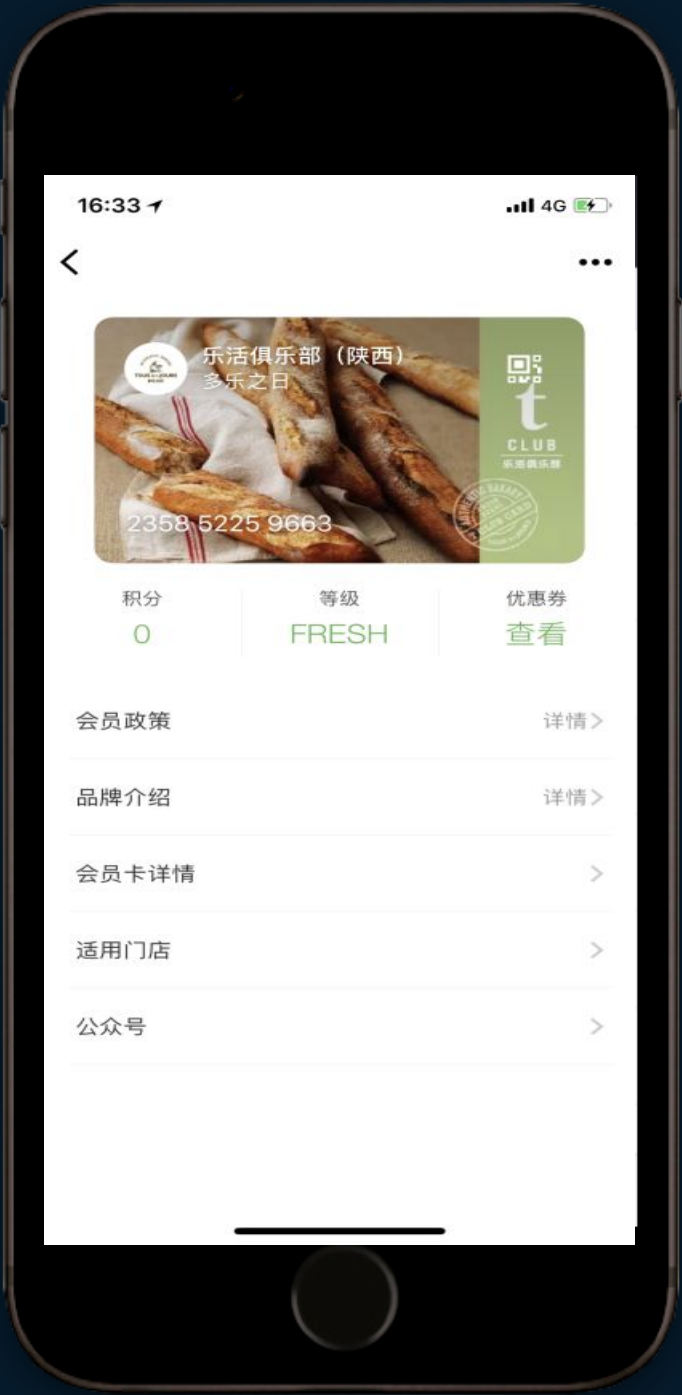 16:33
4G
乐活俱乐部（陕西）
多乐之日
TOUS les JOURS
t
CLUB
乐活俱乐部
2358 5225 9663
积分
等级
优惠券
0
FRESH
查看
会员政策
详情
品牌介绍
详情
会员卡详情
适用门店
公众号